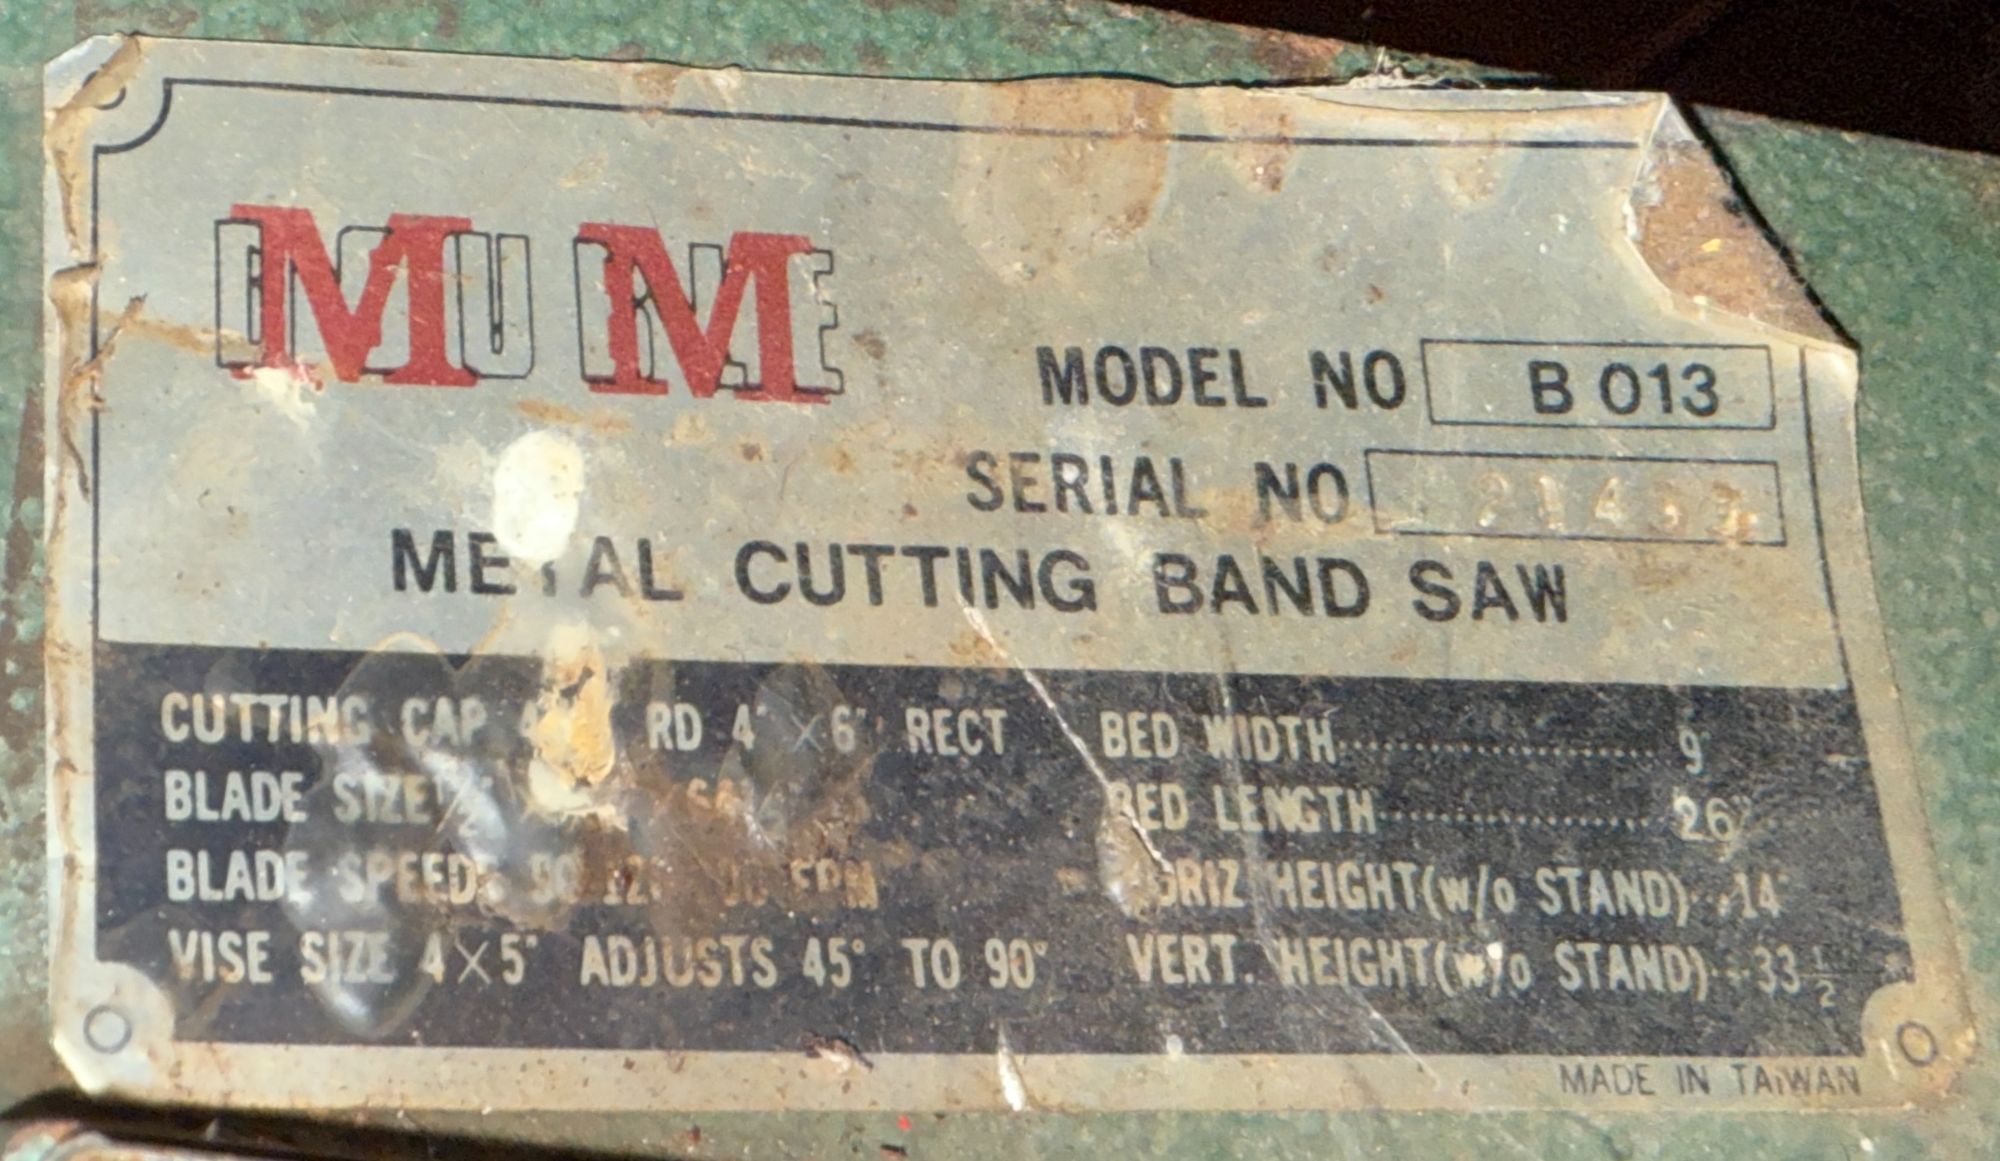 MODEL NO B 013
SERIAL NO
METAL CUTTING BAND SAW
CUTTING CAP RD 4" × 6" RECT
BLADE SIZE
BLADE SPEEDS FPM
VISE SIZE 4×5" ADJUSTS 45° TO 90°
BED WIDTH 9"
BED LENGTH 26"
HORIZ HEIGHT(w/o STAND) 14"
VERT. HEIGHT(w/o STAND) 33 1/2
MADE IN TAIWAN